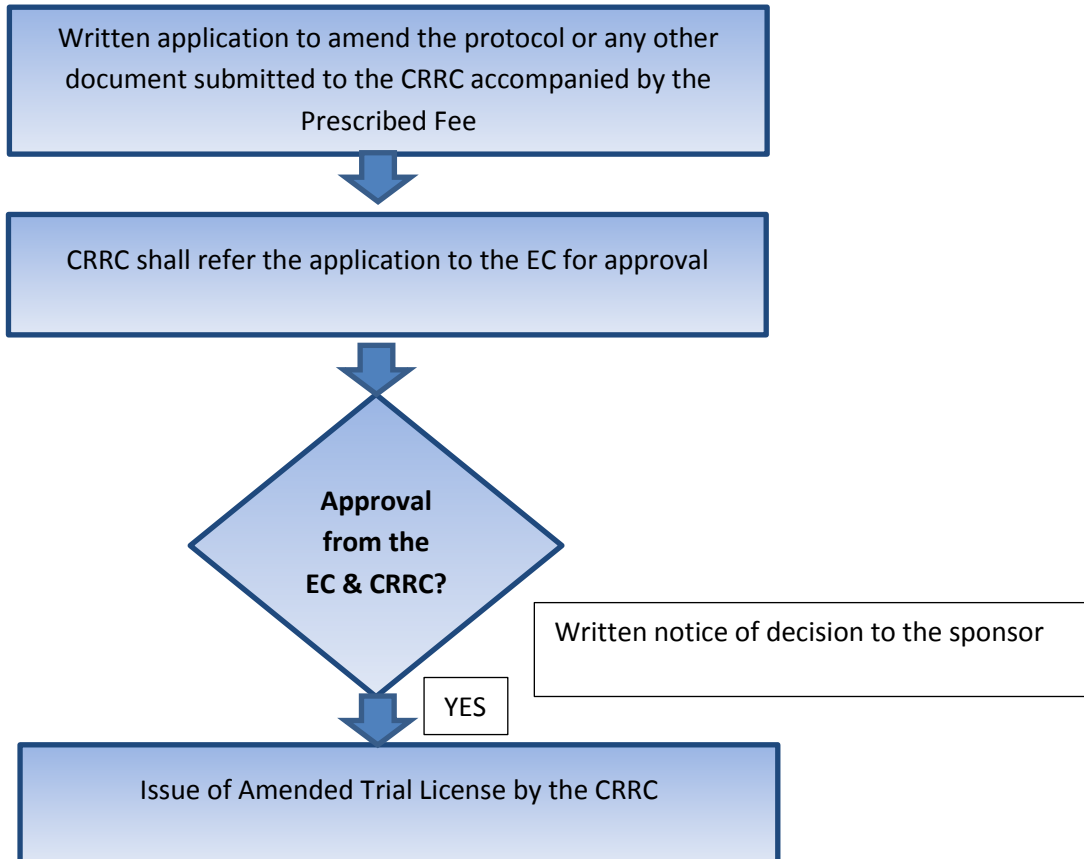 Written application to amend the protocol or any other
document submitted to the CRRC accompanied by the
Prescribed Fee
CRRC shall refer the application to the EC for approval
Approval
from the
EC & CRRC?
Written notice of decision to the sponsor
YES
Issue of Amended Trial License by the CRRC